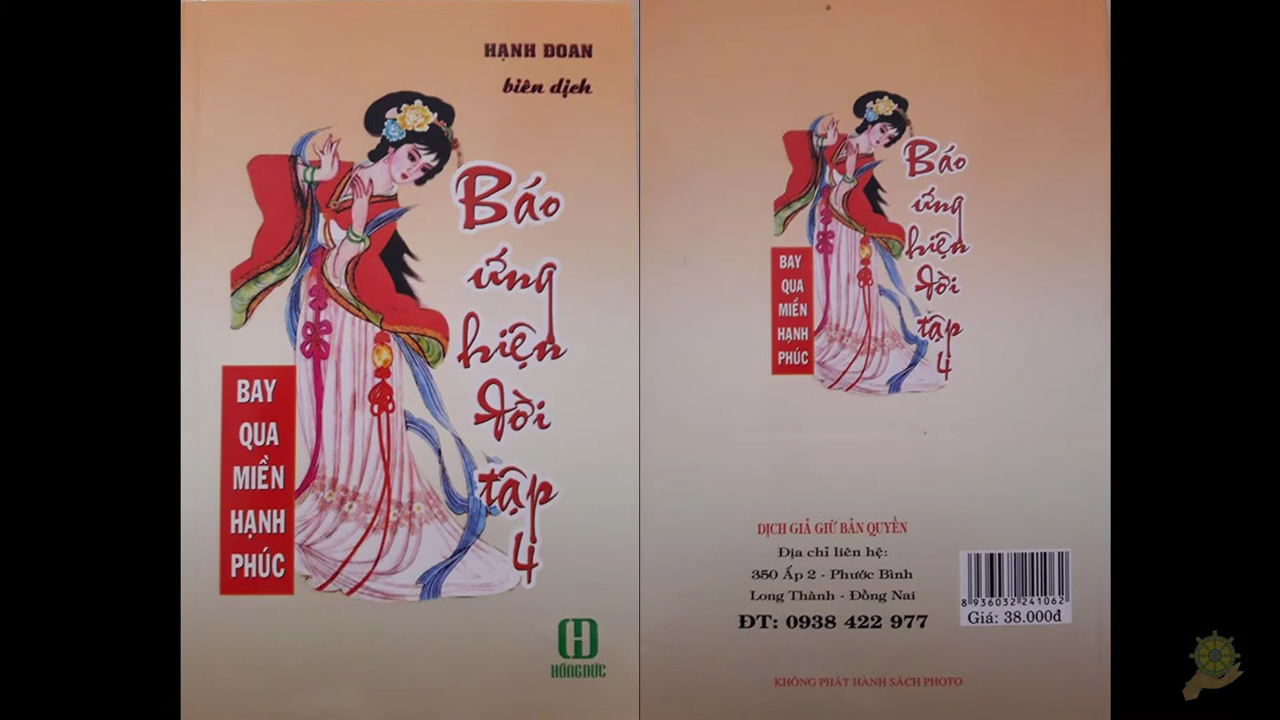 HẠNH ĐOAN
biên dịch
Báo
ứng
hiện
đời
tập
4
BAY
QUA
MIỀN
HẠNH
PHÚC
HỒNG ĐỨC
Báo
ứng
hiện
đời
tập
4
BAY
QUA
MIỀN
HẠNH
PHÚC
DỊCH GIẢ GIỮ BẢN QUYỀN
Địa chỉ liên hệ:
350 Ấp 2 - Phước Bình
Long Thành - Đồng Nai
ĐT: 0938 422 977
8 936032 241062
Giá: 38.000đ
KHÔNG PHÁT HÀNH SÁCH PHOTO